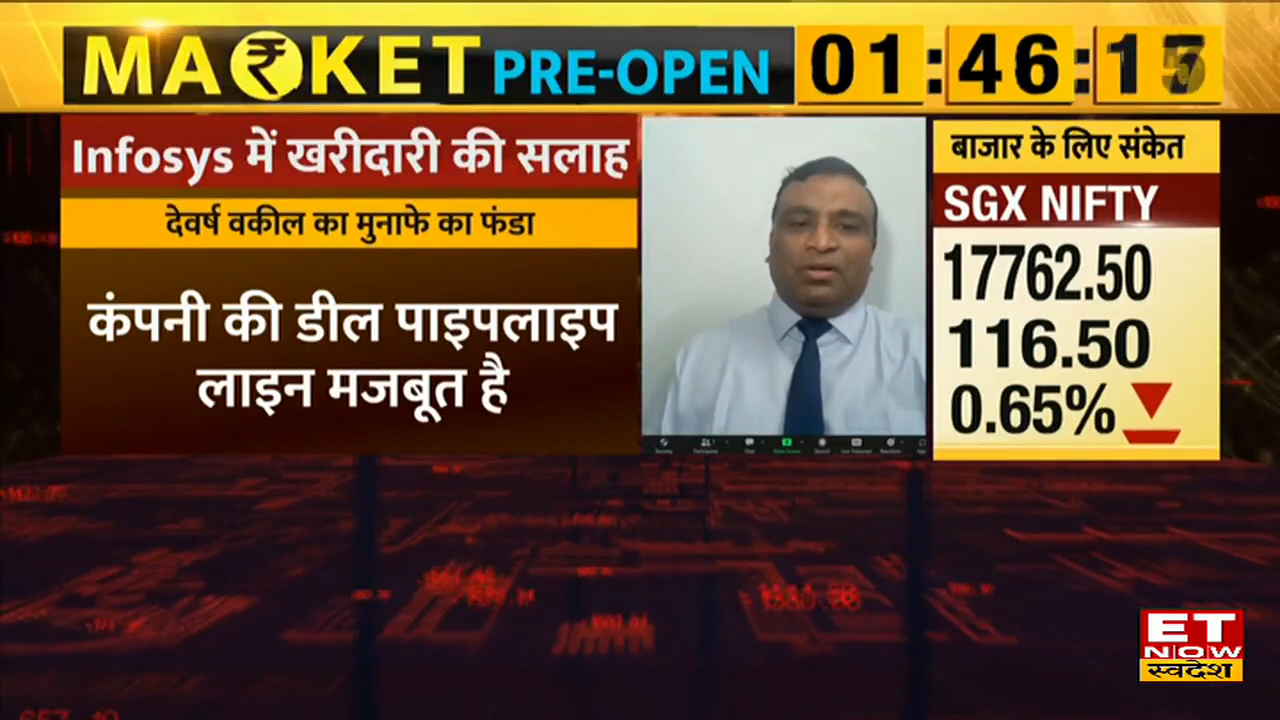 MA₹KET PRE-OPEN
01:46:15
Infosys में खरीदारी की सलाह
देवर्ष वकील का मुनाफे का फंडा
कंपनी की डील पाइपलाइप
लाइन मजबूत है
बाजार के लिए संकेत
SGX NIFTY
17762.50
116.50
0.65%
ET
NOW
स्वदेश